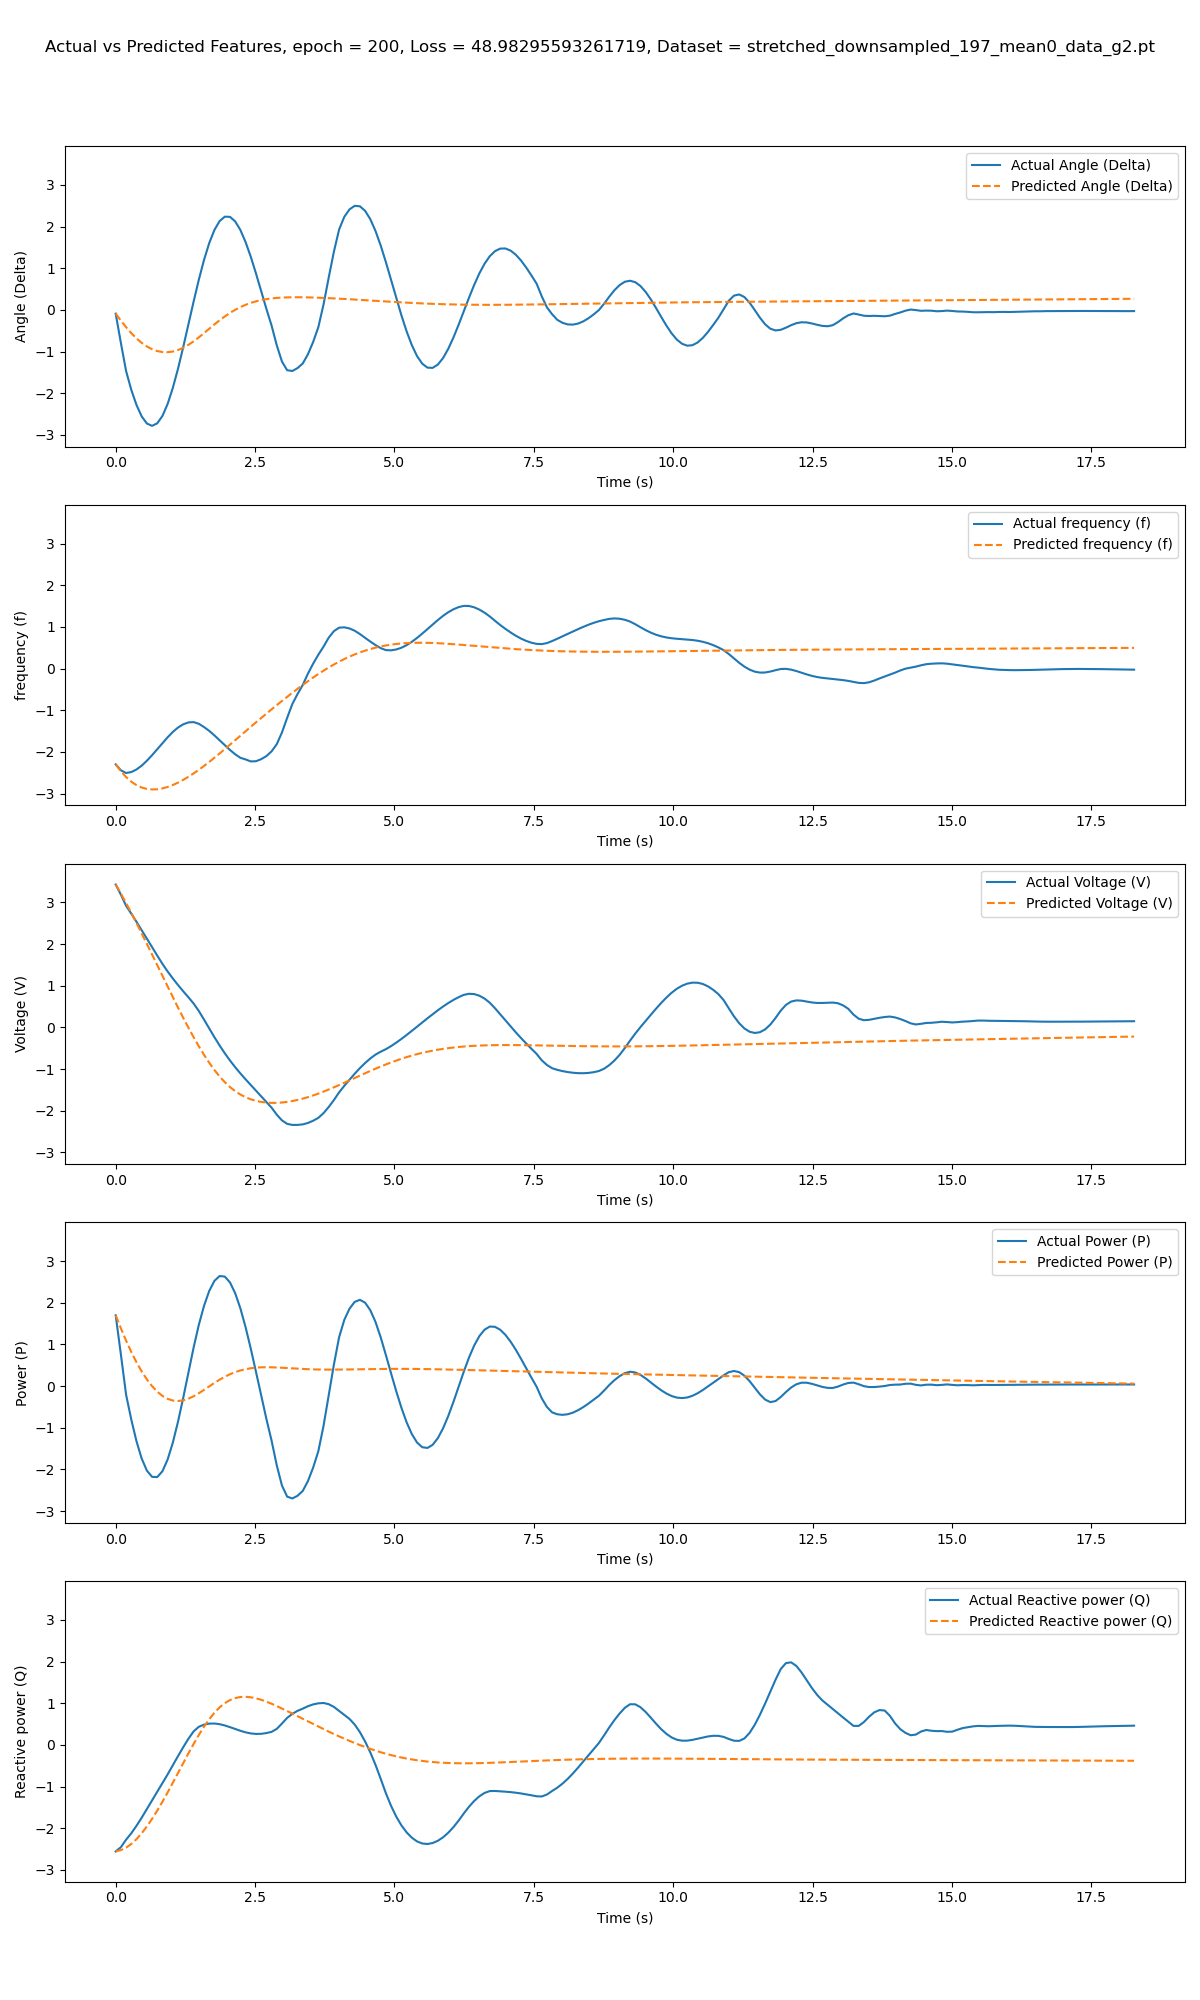 Actual vs Predicted Features, epoch = 200, Loss = 48.98295593261719, Dataset = stretched_downsampled_197_mean0_data_g2.pt
Actual Angle (Delta)
Predicted Angle (Delta)
Angle (Delta)
3
2
1
0
−1
−2
−3
0.0 2.5 5.0 7.5 10.0 12.5 15.0 17.5
Time (s)
Actual frequency (f)
Predicted frequency (f)
frequency (f)
3
2
1
0
−1
−2
−3
0.0 2.5 5.0 7.5 10.0 12.5 15.0 17.5
Time (s)
Actual Voltage (V)
Predicted Voltage (V)
Voltage (V)
3
2
1
0
−1
−2
−3
0.0 2.5 5.0 7.5 10.0 12.5 15.0 17.5
Time (s)
Actual Power (P)
Predicted Power (P)
Power (P)
3
2
1
0
−1
−2
−3
0.0 2.5 5.0 7.5 10.0 12.5 15.0 17.5
Time (s)
Actual Reactive power (Q)
Predicted Reactive power (Q)
Reactive power (Q)
3
2
1
0
−1
−2
−3
0.0 2.5 5.0 7.5 10.0 12.5 15.0 17.5
Time (s)